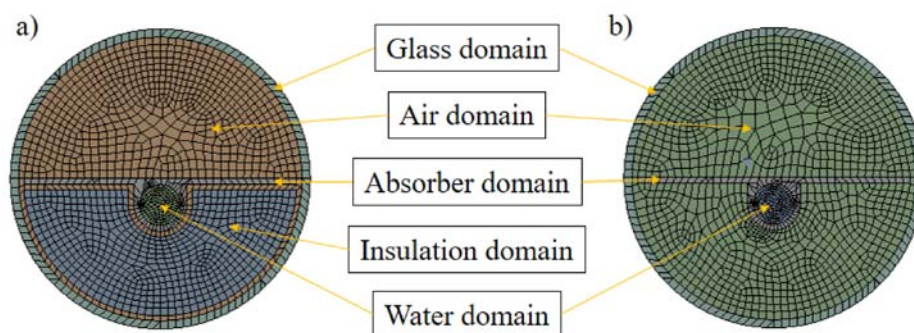 a)
b)
Glass domain
Air domain
Absorber domain
Insulation domain
Water domain